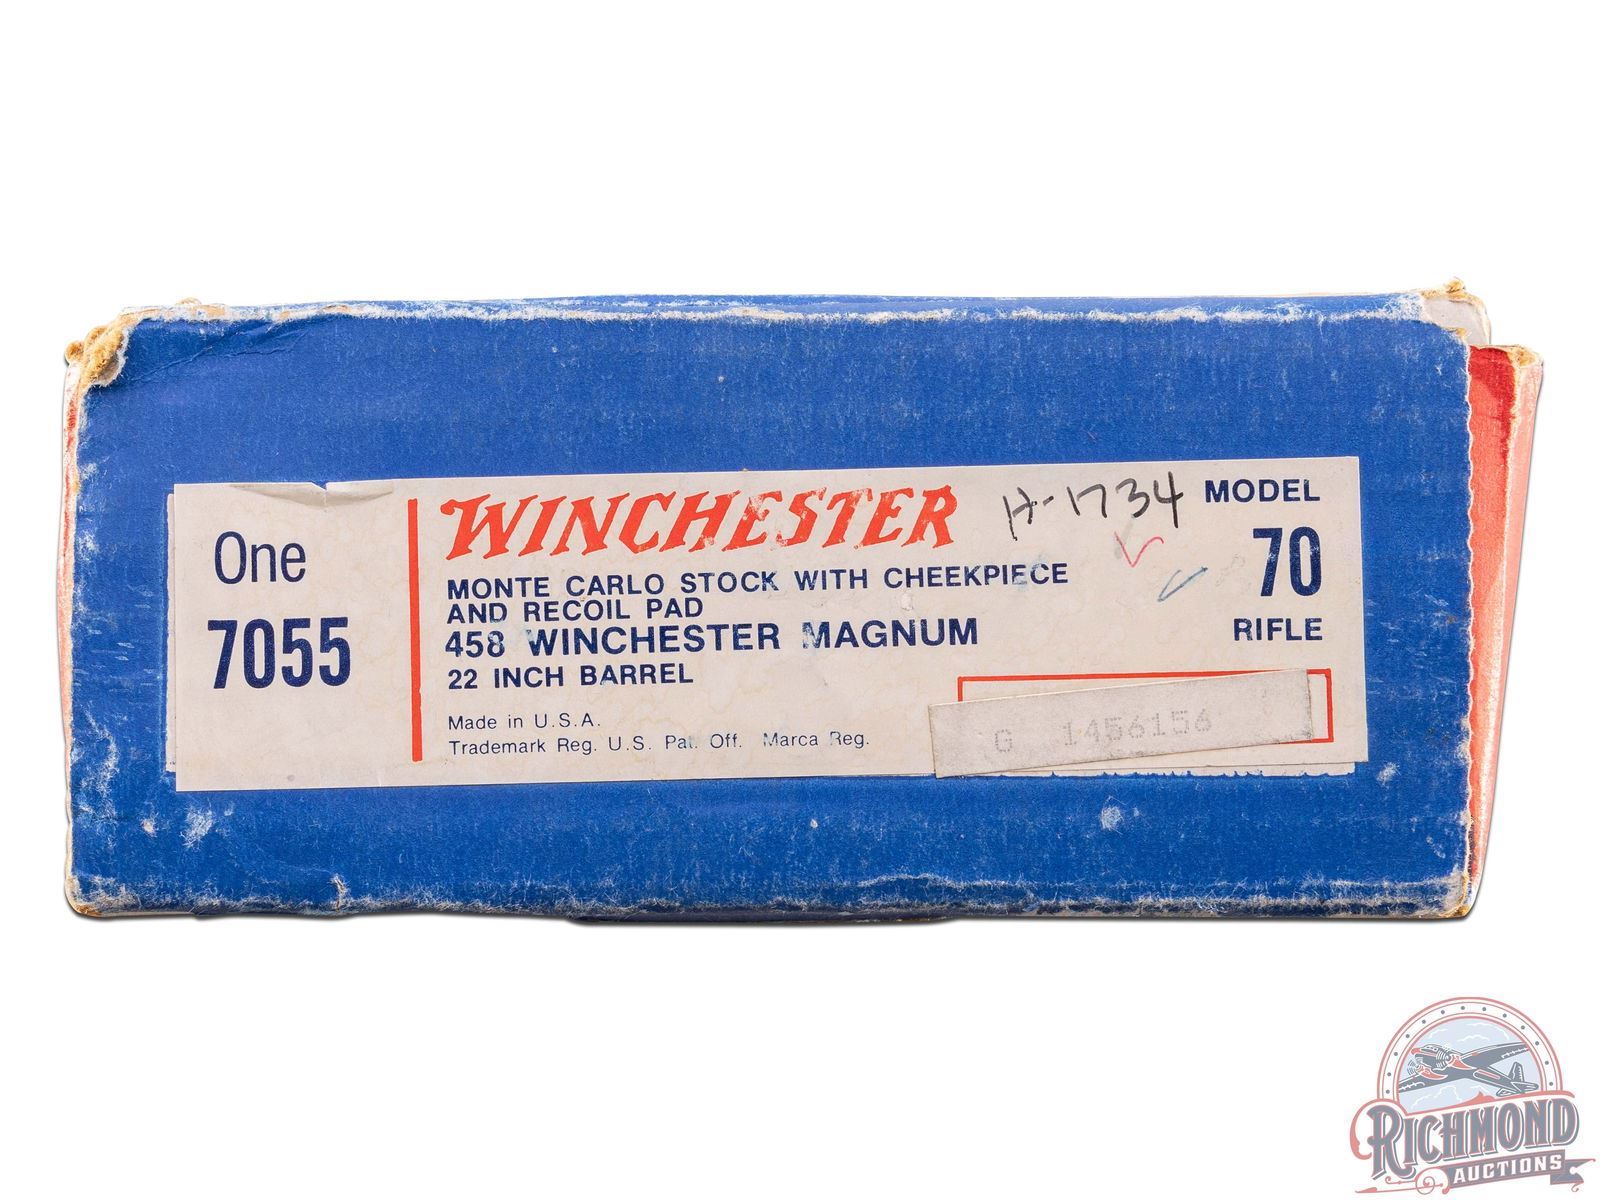 One
7055
WINCHESTER
MONTE CARLO STOCK WITH CHEEKPIECE
AND RECOIL PAD
458 WINCHESTER MAGNUM
22 INCH BARREL
Made in U.S.A.
Trademark Reg. U.S. Pat. Off. Marca Reg.
H-1734
MODEL
70
RIFLE
G 1456156
RICHMOND
AUCTIONS